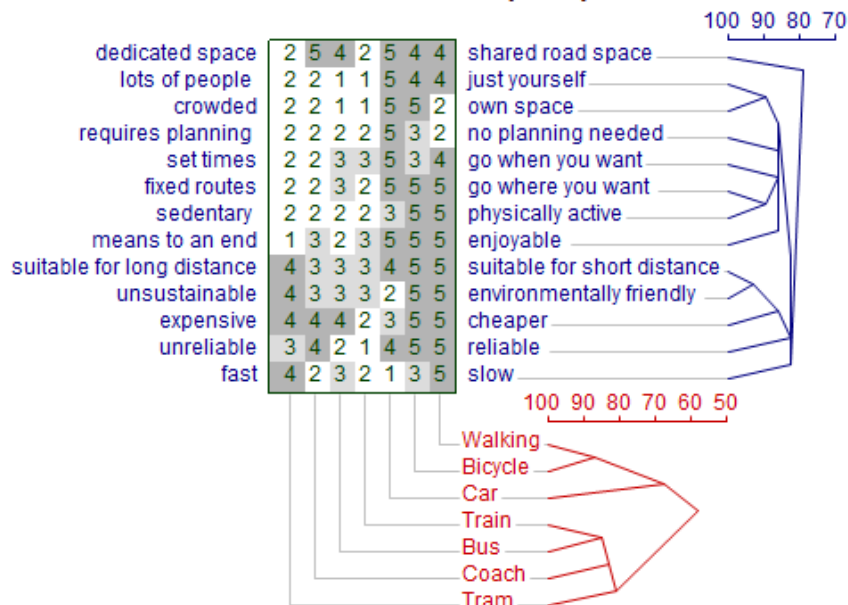 100 90 80 70
dedicated space 2 5 4 2 5 4 4 shared road space
lots of people 2 2 1 1 5 4 4 just yourself
crowded 2 2 1 1 5 5 2 own space
requires planning 2 2 2 2 5 3 2 no planning needed
set times 2 2 3 3 5 3 4 go when you want
fixed routes 2 2 3 2 5 5 5 go where you want
sedentary 2 2 2 2 3 5 5 physically active
means to an end 1 3 2 3 5 5 5 enjoyable
suitable for long distance 4 3 3 3 4 5 5 suitable for short distance
unsustainable 4 3 3 3 2 5 5 environmentally friendly
expensive 4 4 4 2 3 5 5 cheaper
unreliable 3 4 2 1 4 5 5 reliable
fast 4 2 3 2 1 3 5 slow
100 90 80 70 60 50
Walking
Bicycle
Car
Train
Bus
Coach
Tram